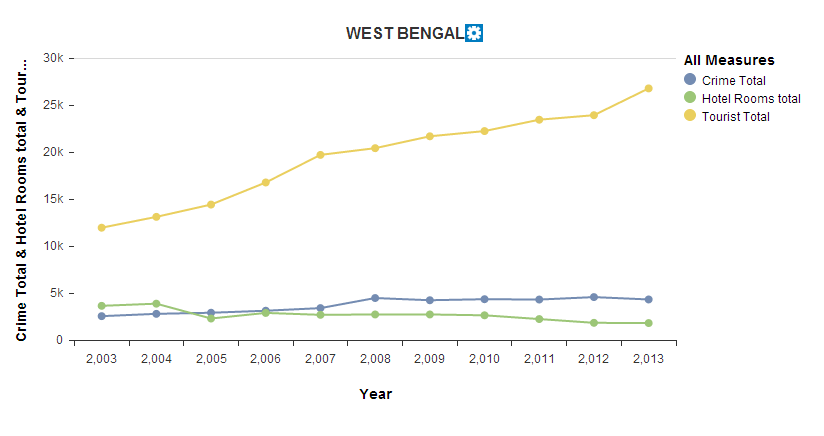 WEST BENGAL
Crime Total & Hotel Rooms total & Tour...
30k
25k
20k
15k
10k
5k
0
2,003 2,004 2,005 2,006 2,007 2,008 2,009 2,010 2,011 2,012 2,013
Year
All Measures
Crime Total
Hotel Rooms total
Tourist Total